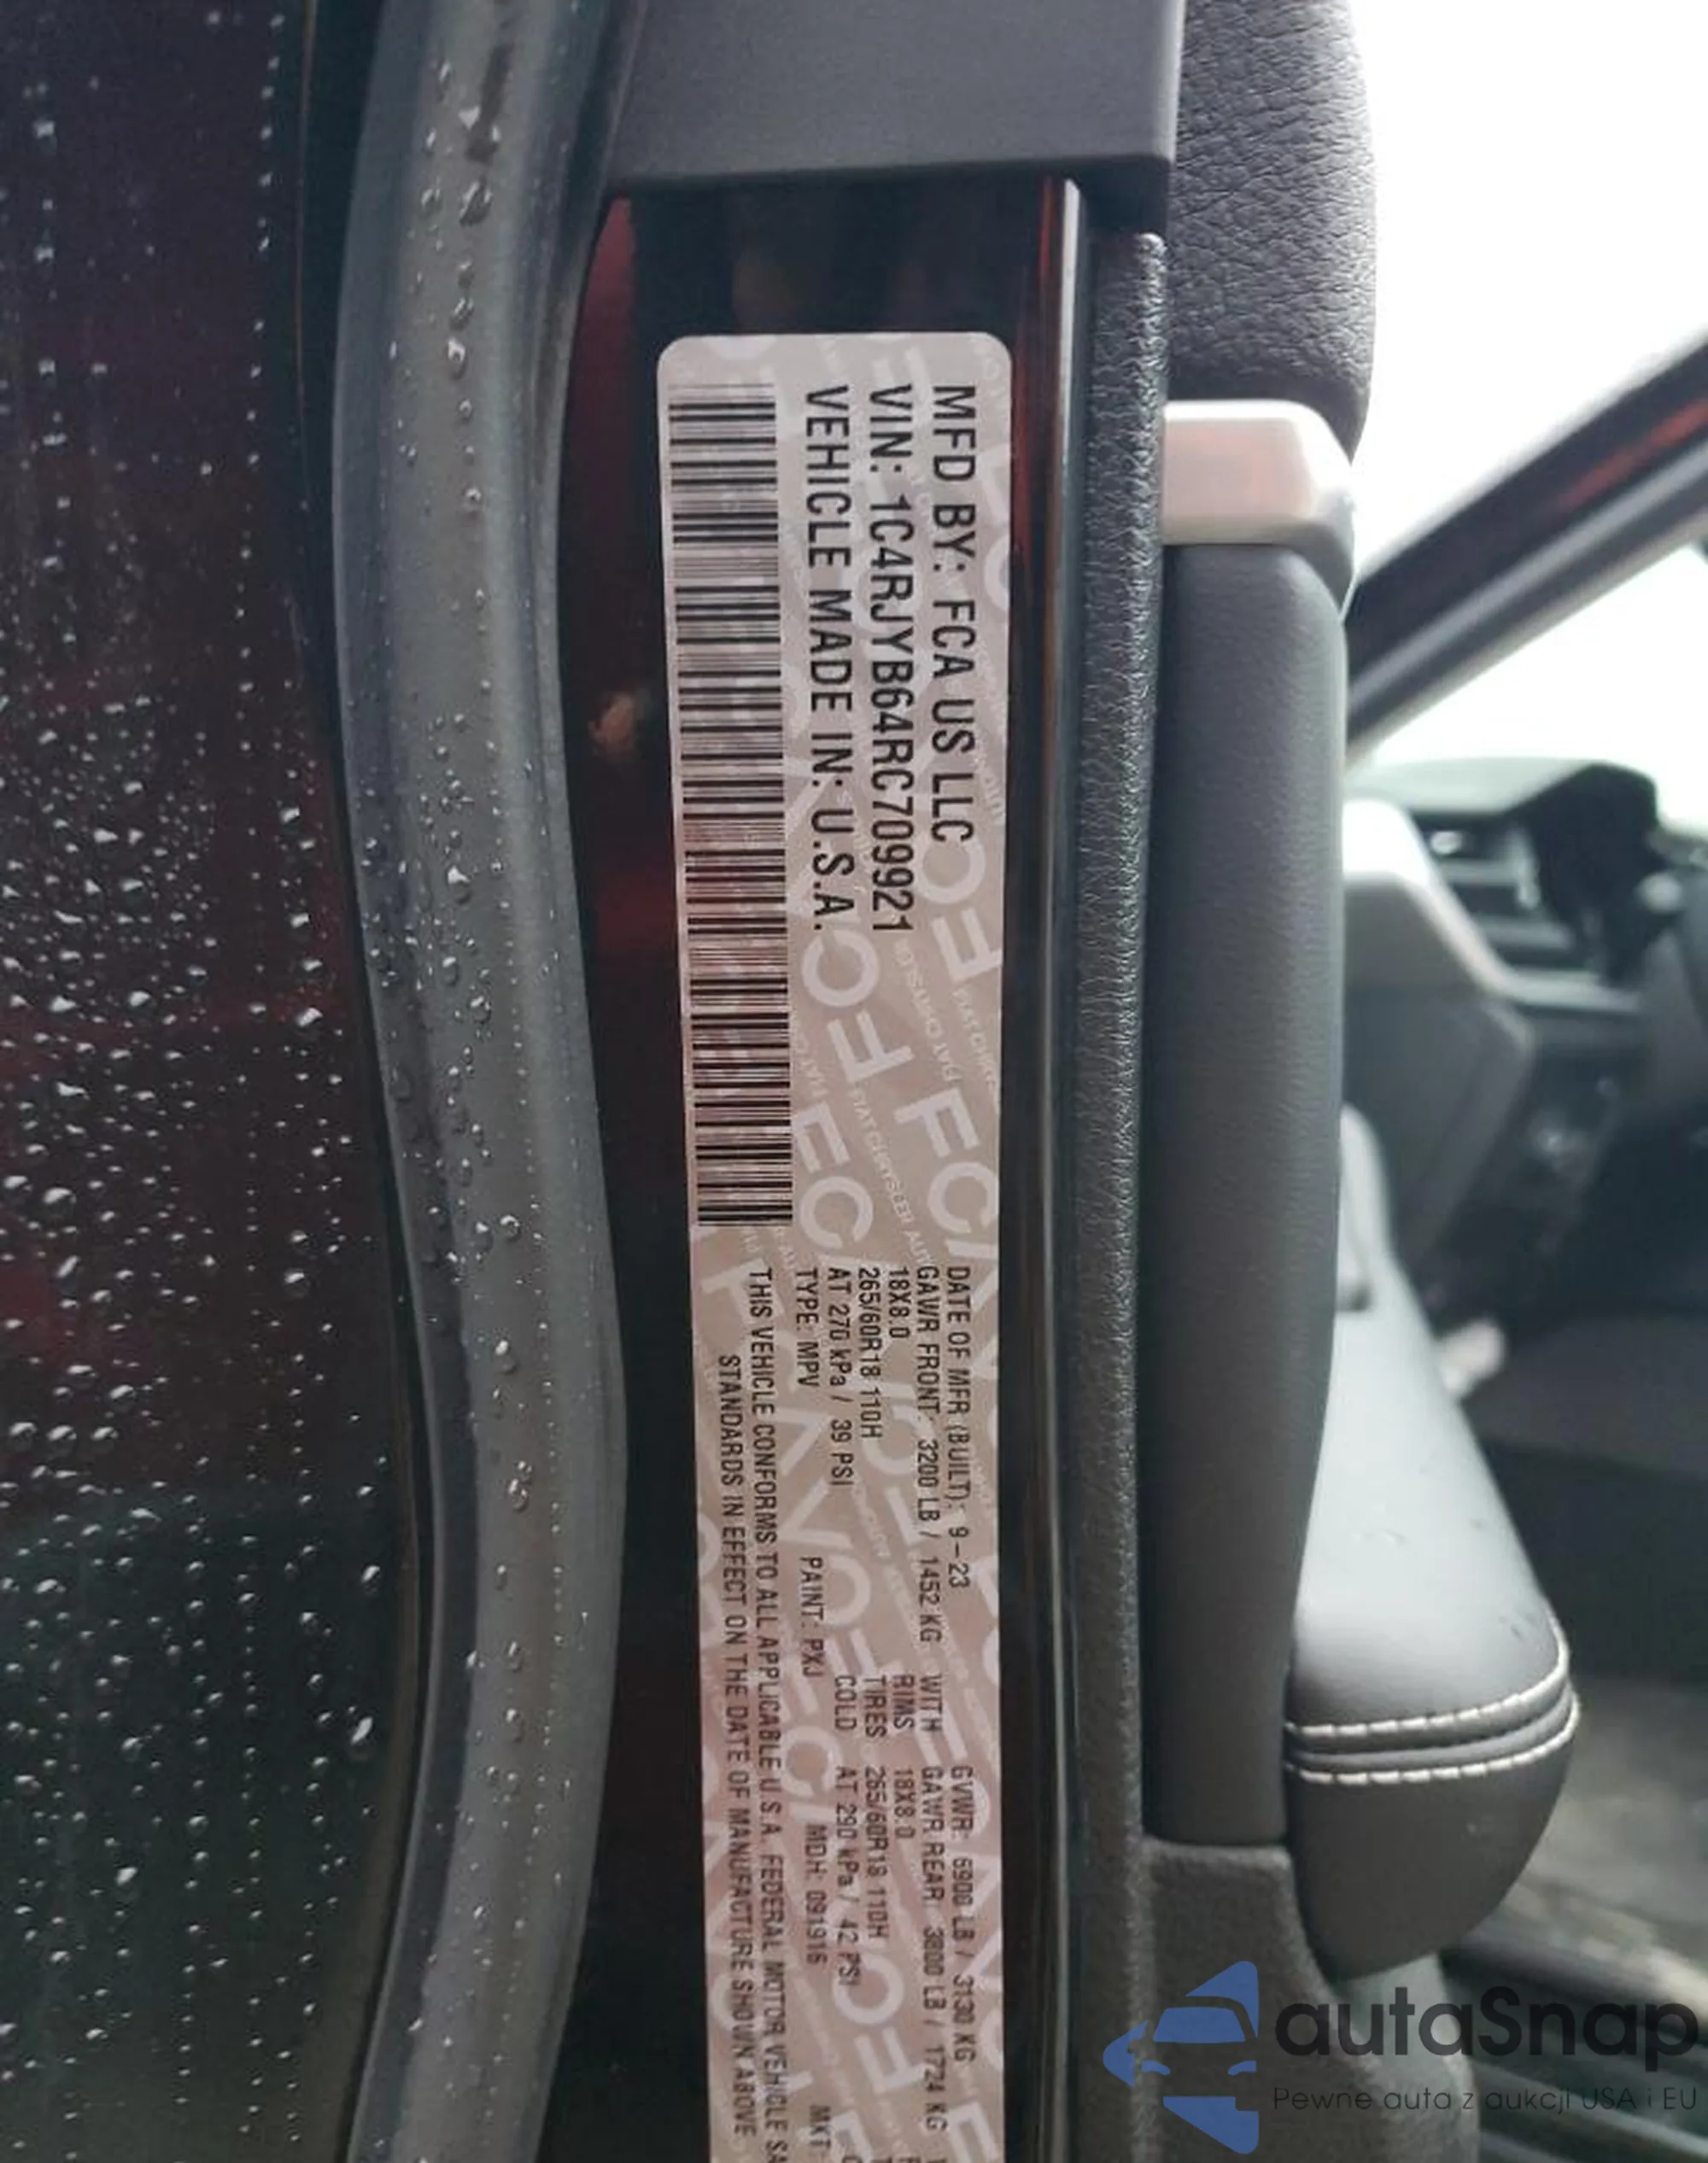 MFD BY: FCA US LLC
VIN: 1C4RJYB64RC709921
VEHICLE MADE IN: U.S.A.
DATE OF MFR (BUILT): 9-23 GVWR: 6900 LB / 3130 KG
GAWR FRONT: 3200 LB / 1452 KG WITH GAWR REAR: 3800 LB / 1724 KG
18X8.0 RIMS 18X8.0
265/60R18 110H TIRES 265/60R18 110H
AT 270 kPa / 39 PSI COLD AT 290 kPa / 42 PSI
TYPE: MPV PAINT: PXJ MDH: 091916 MKT:
THIS VEHICLE CONFORMS TO ALL APPLICABLE U.S.A. FEDERAL MOTOR VEHICLE SA
STANDARDS IN EFFECT ON THE DATE OF MANUFACTURE SHOWN ABOVE
autaSnap
Pewne auta z aukcji USA i EU